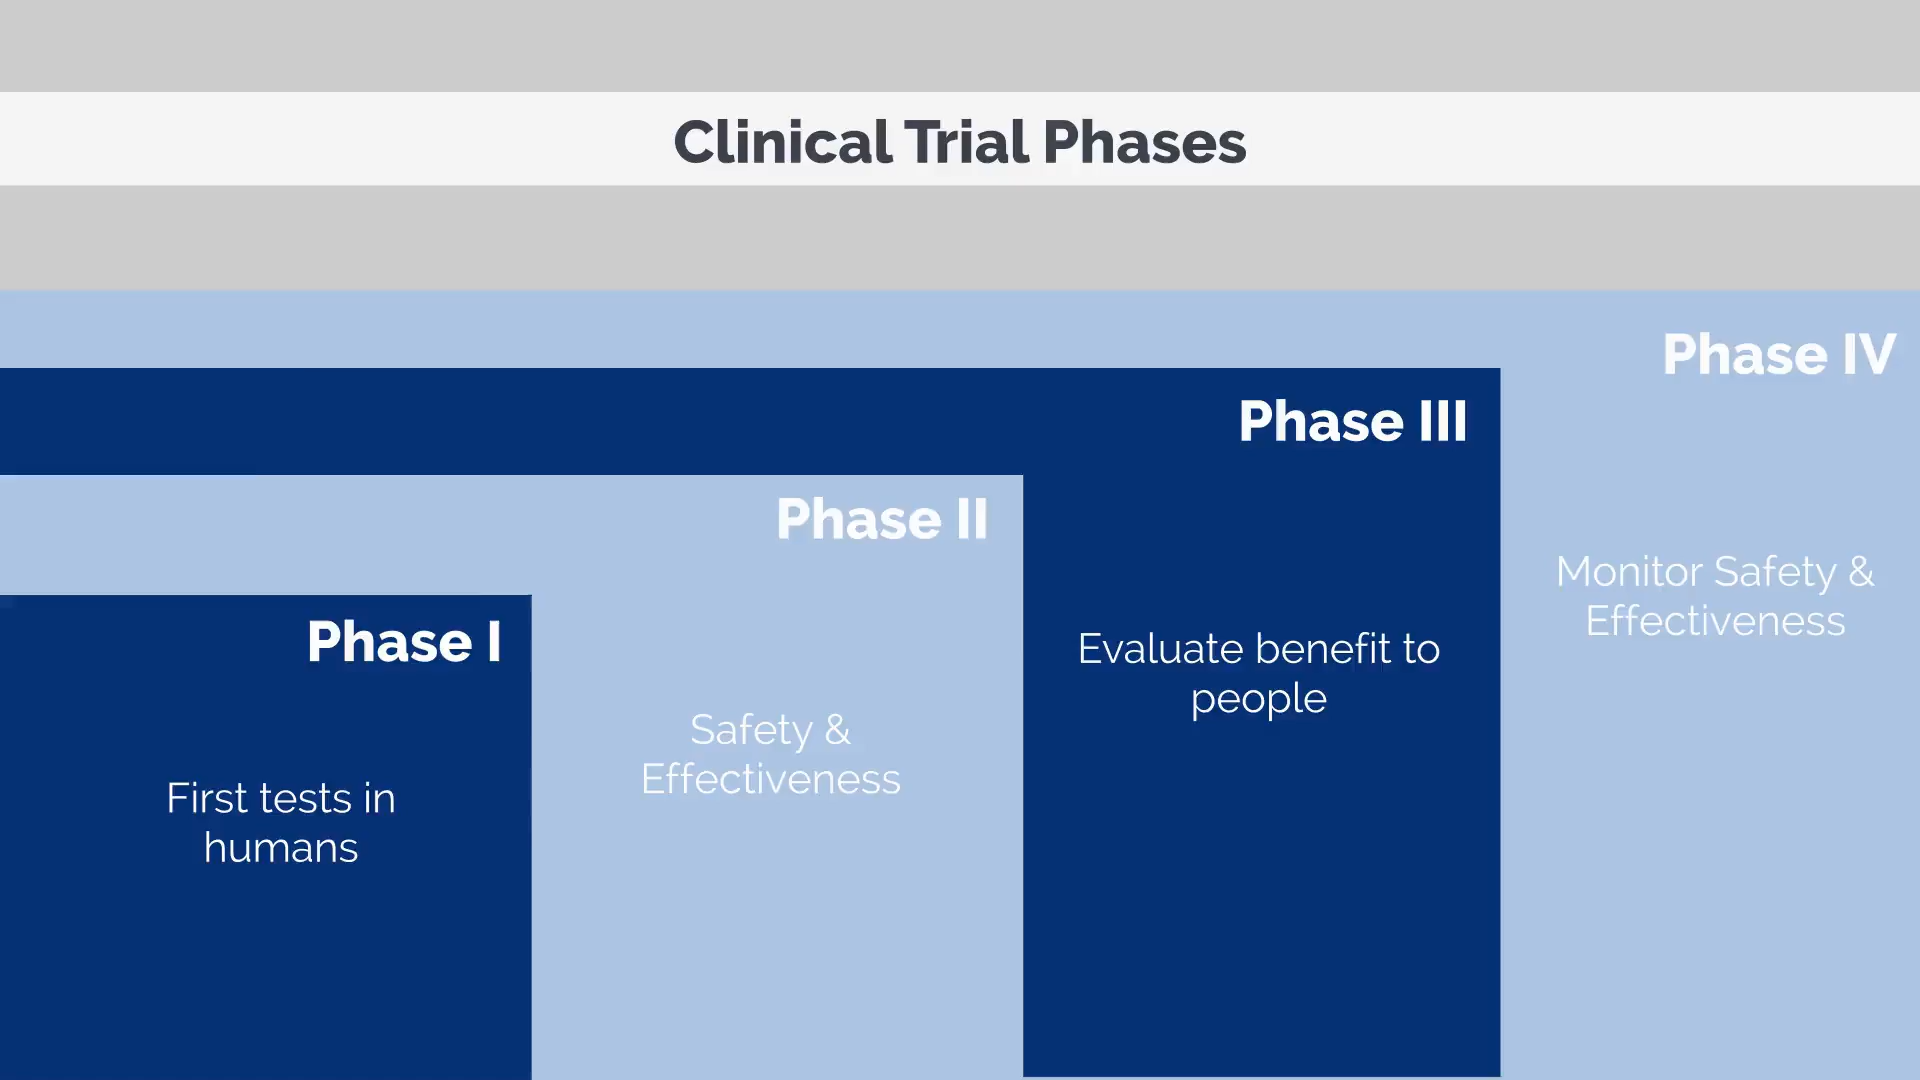 Clinical Trial Phases
Phase I
First tests in
humans
Phase II
Safety &
Effectiveness
Phase III
Evaluate benefit to
people
Phase IV
Monitor Safety &
Effectiveness